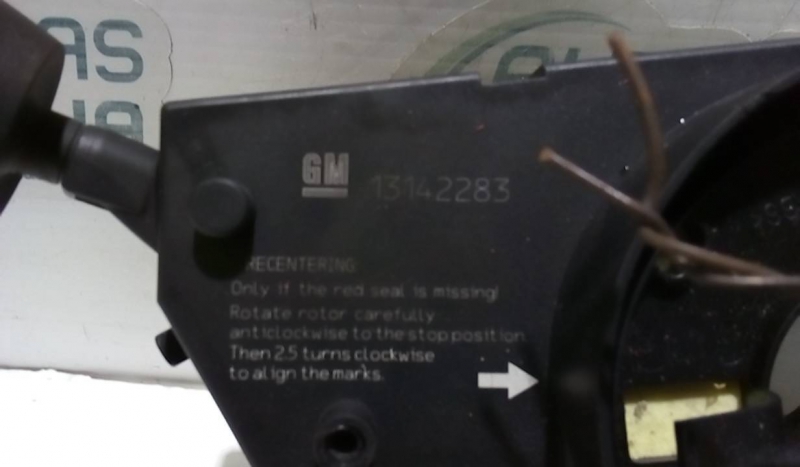 GM 13142283
RECENTERING
Only if the red seal is missing!
Rotate rotor carefully
anticlockwise to the stop position.
Then 2.5 turns clockwise
to align the marks.